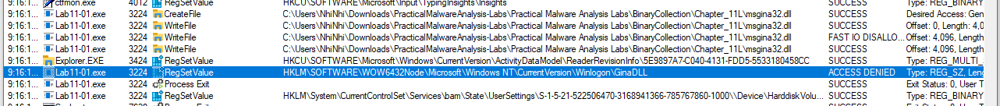 9:16:1... ctfmon.exe 4012 RegSetValue HKCU\SOFTWARE\Microsoft\Input\TypingInsights\Insights SUCCESS Type: REG_BINARY
9:16:1... Lab11-01.exe 3224 CreateFile C:\Users\NhiNhi\Downloads\PracticalMalwareAnalysis-Labs\Practical Malware Analysis Labs\BinaryCollection\Chapter_11L\msgina32.dll SUCCESS Desired Access: Gen
9:16:1... Lab11-01.exe 3224 WriteFile C:\Users\NhiNhi\Downloads\PracticalMalwareAnalysis-Labs\Practical Malware Analysis Labs\BinaryCollection\Chapter_11L\msgina32.dll SUCCESS Offset: 0, Length: 4,0
9:16:1... Lab11-01.exe 3224 WriteFile C:\Users\NhiNhi\Downloads\PracticalMalwareAnalysis-Labs\Practical Malware Analysis Labs\BinaryCollection\Chapter_11L\msgina32.dll FAST IO DISALLO... Offset: 4,096, Length
9:16:1... Lab11-01.exe 3224 WriteFile C:\Users\NhiNhi\Downloads\PracticalMalwareAnalysis-Labs\Practical Malware Analysis Labs\BinaryCollection\Chapter_11L\msgina32.dll SUCCESS Offset: 4,096, Length
9:16:1... Explorer.EXE 3424 RegSetValue HKCU\SOFTWARE\Microsoft\Windows\CurrentVersion\ActivityDataModel\ReaderRevisionInfo\5E9897A7-C040-4131-FDD5-5533180458CC SUCCESS Type: REG_MULTI_
9:16:1... Lab11-01.exe 3224 RegSetValue HKLM\SOFTWARE\WOW6432Node\Microsoft\Windows NT\CurrentVersion\Winlogon\GinaDLL ACCESS DENIED Type: REG_SZ, Leng
9:16:1... Lab11-01.exe 3224 Process Exit SUCCESS Exit Status: 0, User T
9:16:1... Lab11-01.exe 3224 RegSetValue HKLM\System\CurrentControlSet\Services\bam\State\UserSettings\S-1-5-21-522506470-3168941366-785767860-1000\\Device\HarddiskVolu... SUCCESS Type: REG_BINARY